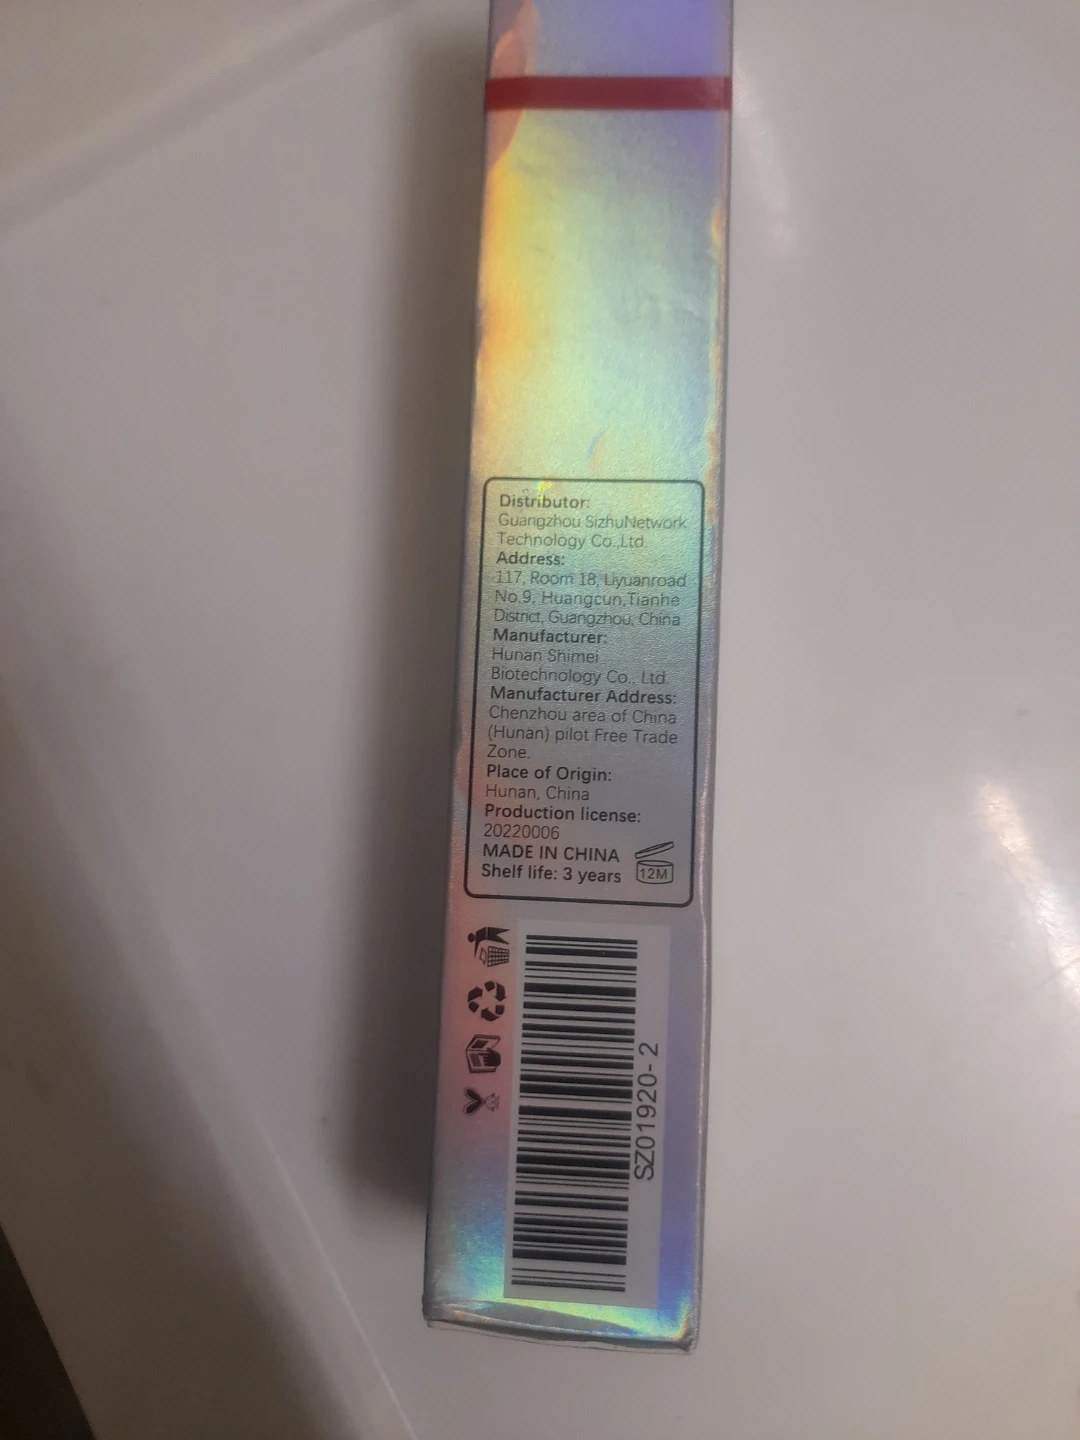 Distributor:
Guangzhou SizhuNetwork
Technology Co.,Ltd.
Address:
117, Room 18, Liyuanroad
No.9, Huangcun,Tianhe
District, Guangzhou, China
Manufacturer:
Hunan Shimei
Biotechnology Co., Ltd.
Manufacturer Address:
Chenzhou area of China
(Hunan) pilot Free Trade
Zone.
Place of Origin:
Hunan, China
Production license:
20220006
MADE IN CHINA
Shelf life: 3 years
12M
SZ01920-2